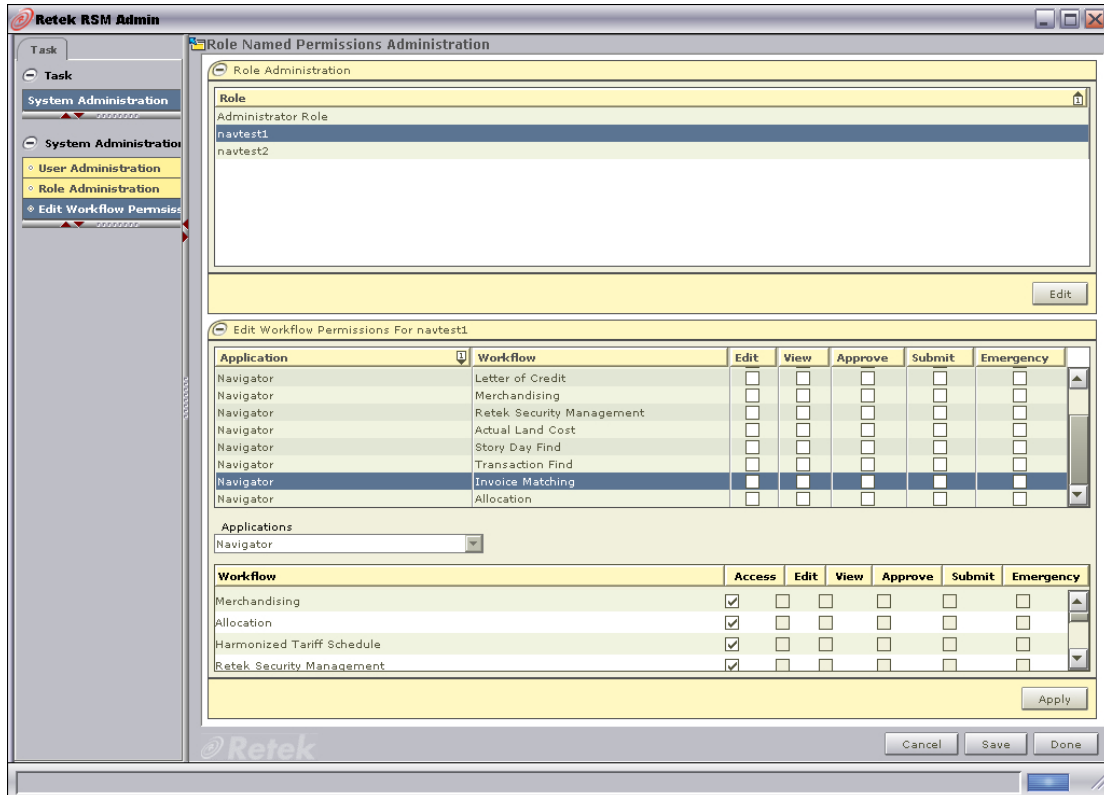 Retek RSM Admin
Task
Task
System Administration
System Administration
User Administration
Role Administration
Edit Workflow Permsiss
Role Named Permissions Administration
Role Administration
Role 1
Administrator Role
navtest1
navtest2
Edit
Edit Workflow Permissions For navtest1
Application 1 Workflow Edit View Approve Submit Emergency
Navigator Letter of Credit
Navigator Merchandising
Navigator Retek Security Management
Navigator Actual Land Cost
Navigator Story Day Find
Navigator Transaction Find
Navigator Invoice Matching
Navigator Allocation
Applications
Navigator
Workflow Access Edit View Approve Submit Emergency
Merchandising
Allocation
Harmonized Tariff Schedule
Retek Security Management
Apply
Retek
Cancel Save Done